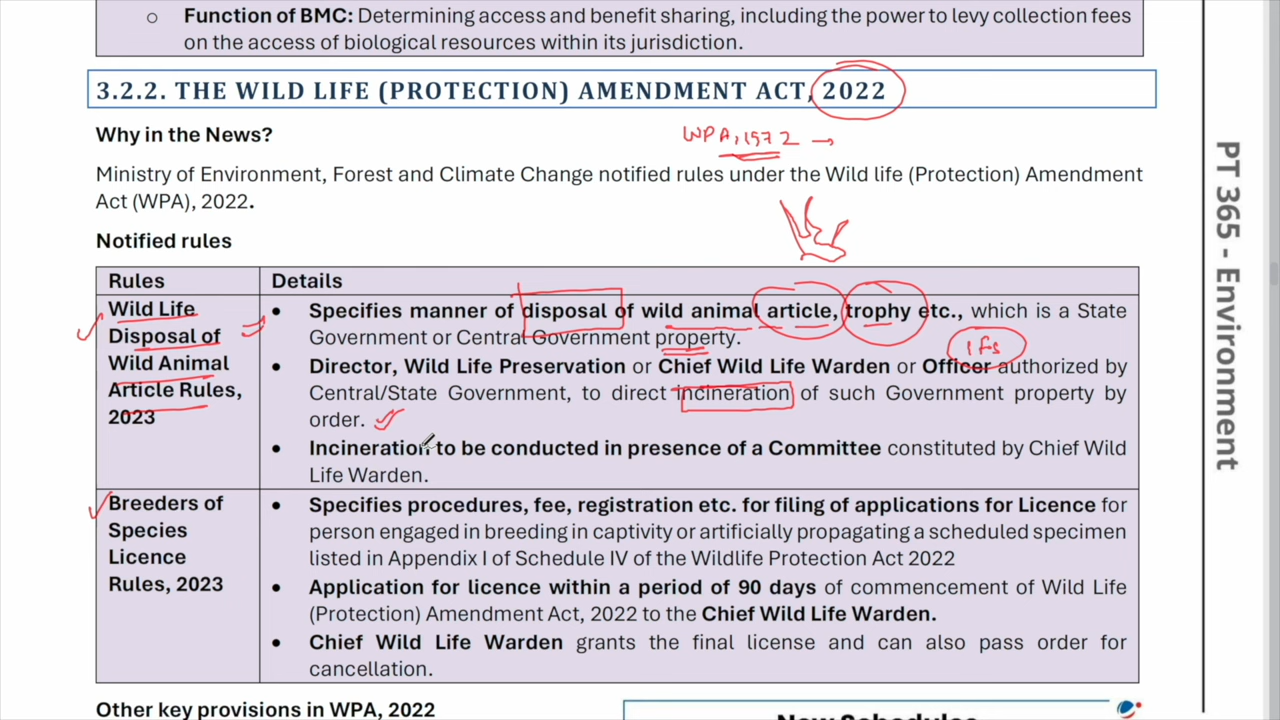 Function of BMC: Determining access and benefit sharing, including the power to levy collection fees
on the access of biological resources within its jurisdiction.
3.2.2. THE WILD LIFE (PROTECTION) AMENDMENT ACT, 2022
Why in the News?
WPA, 1972 →
Ministry of Environment, Forest and Climate Change notified rules under the Wild life (Protection) Amendment
Act (WPA), 2022.
Notified rules
Rules
Details
Wild Life
Disposal of
Wild Animal
Article Rules,
2023
Specifies manner of disposal of wild animal article, trophy etc., which is a State
Government or Central Government property.
Ifs
Director, Wild Life Preservation or Chief Wild Life Warden or Officer authorized by
Central/State Government, to direct incineration of such Government property by
order.
Incineration to be conducted in presence of a Committee constituted by Chief Wild
Life Warden.
Breeders of
Species
Licence
Rules, 2023
Specifies procedures, fee, registration etc. for filing of applications for Licence for
person engaged in breeding in captivity or artificially propagating a scheduled specimen
listed in Appendix I of Schedule IV of the Wildlife Protection Act 2022
Application for licence within a period of 90 days of commencement of Wild Life
(Protection) Amendment Act, 2022 to the Chief Wild Life Warden.
Chief Wild Life Warden grants the final license and can also pass order for
cancellation.
Other key provisions in WPA, 2022
New Schedules
PT 365 - Environment